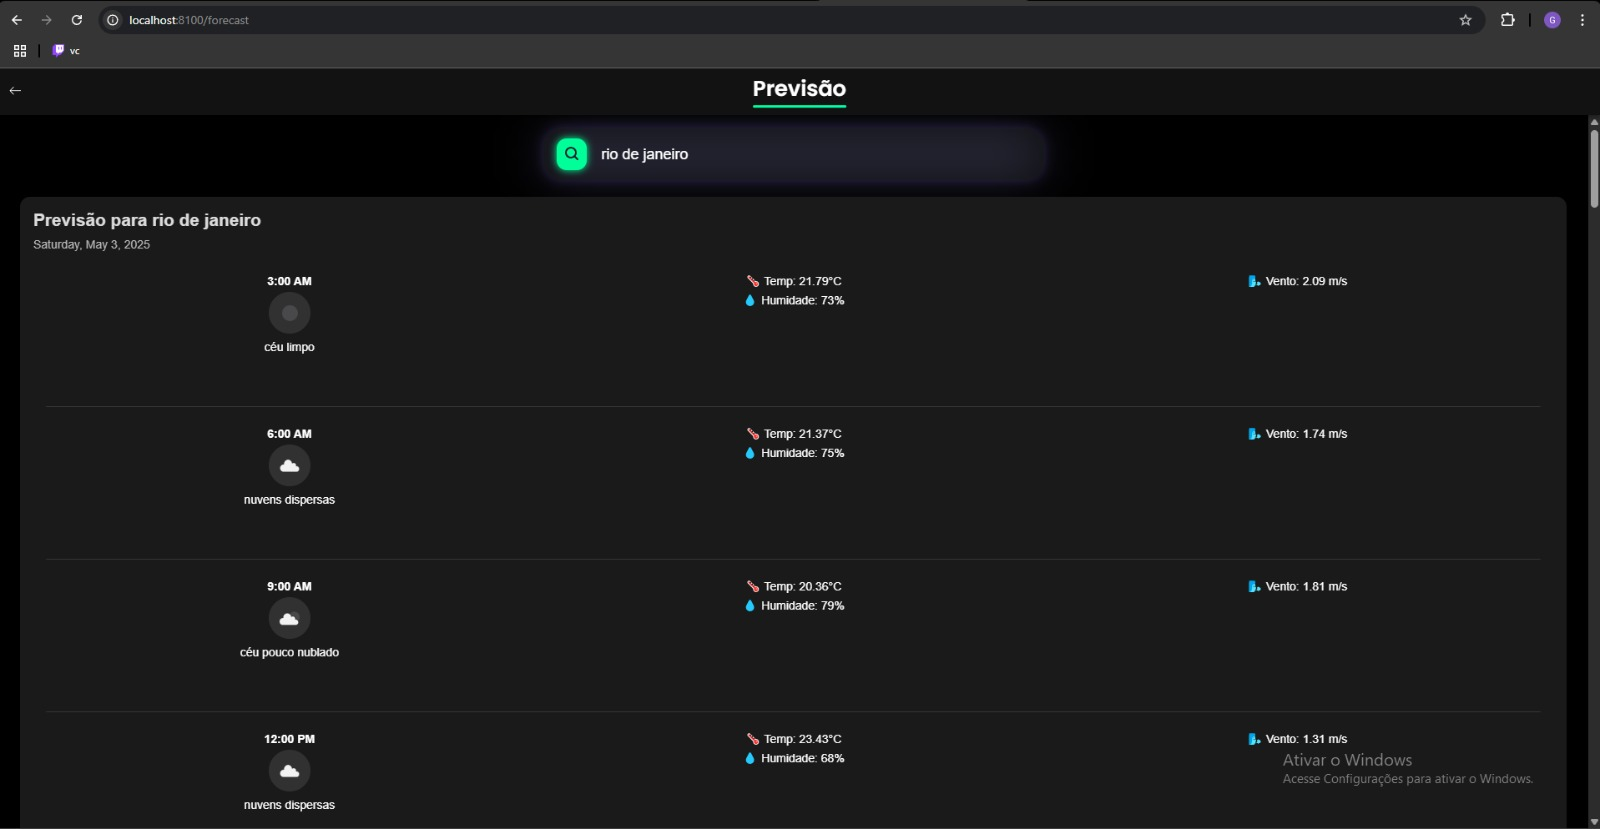 localhost:8100/forecast
G
vc
Previsão
rio de janeiro
Previsão para rio de janeiro
Saturday, May 3, 2025
3:00 AM
céu limpo
Temp: 21.79°C
Humidade: 73%
Vento: 2.09 m/s
6:00 AM
nuvens dispersas
Temp: 21.37°C
Humidade: 75%
Vento: 1.74 m/s
9:00 AM
céu pouco nublado
Temp: 20.36°C
Humidade: 79%
Vento: 1.81 m/s
12:00 PM
nuvens dispersas
Temp: 23.43°C
Humidade: 68%
Vento: 1.31 m/s
Ativar o Windows
Acesse Configurações para ativar o Windows.